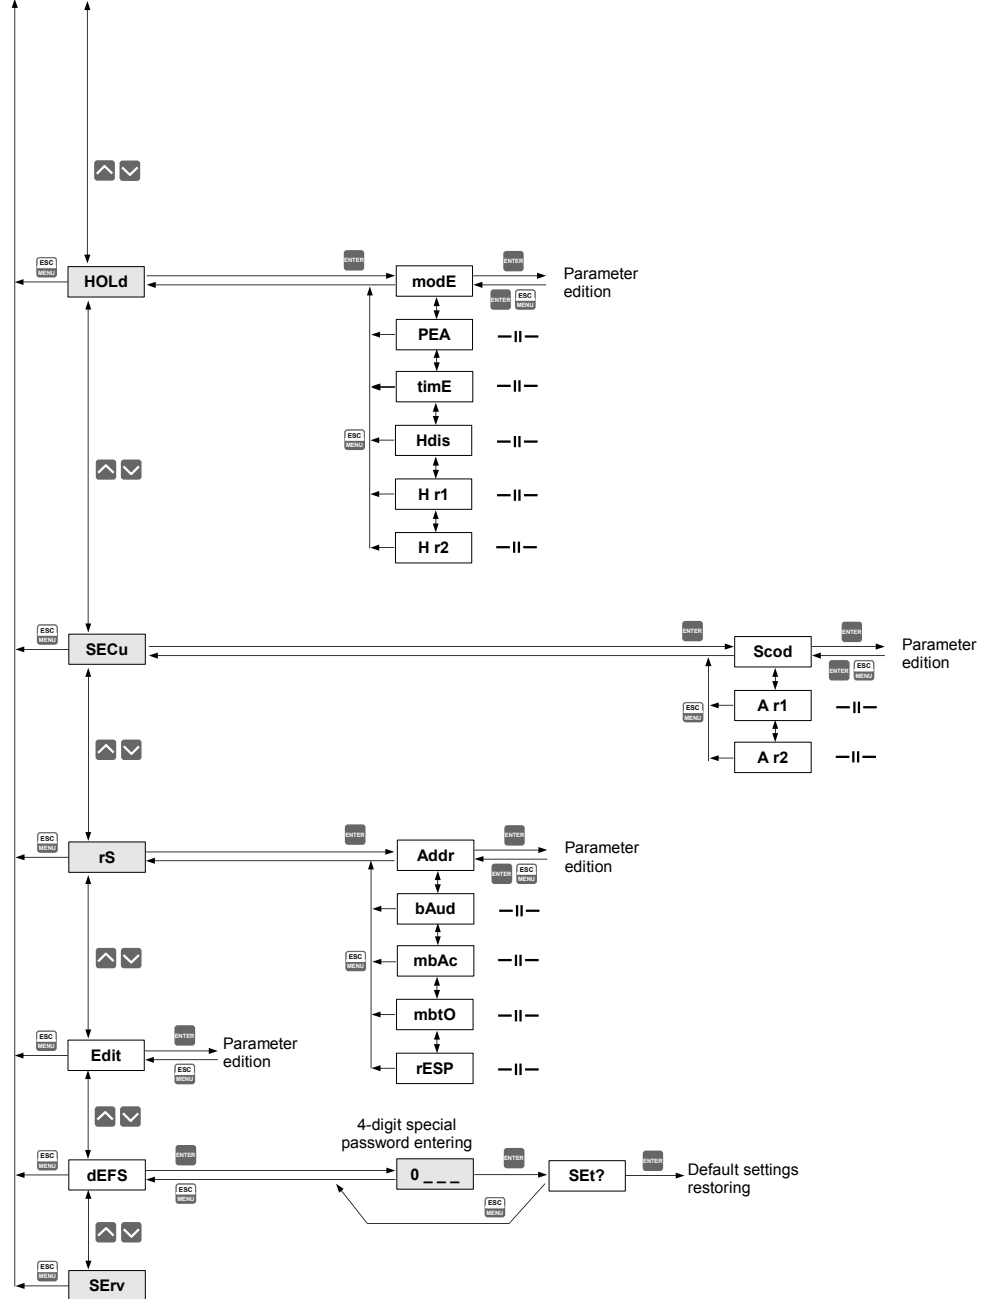 ESC
MENU
HOLd
ENTER
modE
ENTER
ENTER
ESC
MENU
Parameter
edition
PEA
—II—
timE
—II—
ESC
MENU
Hdis
—II—
H r1
—II—
H r2
—II—
ESC
MENU
SECu
ENTER
Scod
ENTER
ENTER
ESC
MENU
Parameter
edition
ESC
MENU
A r1
—II—
A r2
—II—
ESC
MENU
rS
ENTER
Addr
ENTER
ENTER
ESC
MENU
Parameter
edition
bAud
—II—
ESC
MENU
mbAc
—II—
mbtO
—II—
rESP
—II—
ESC
MENU
Edit
ENTER
ESC
MENU
Parameter
edition
4-digit special
password entering
ESC
MENU
dEFS
ENTER
ESC
MENU
0 _ _ _
ENTER
ESC
MENU
SEt?
ENTER
Default settings
restoring
ESC
MENU
SErv